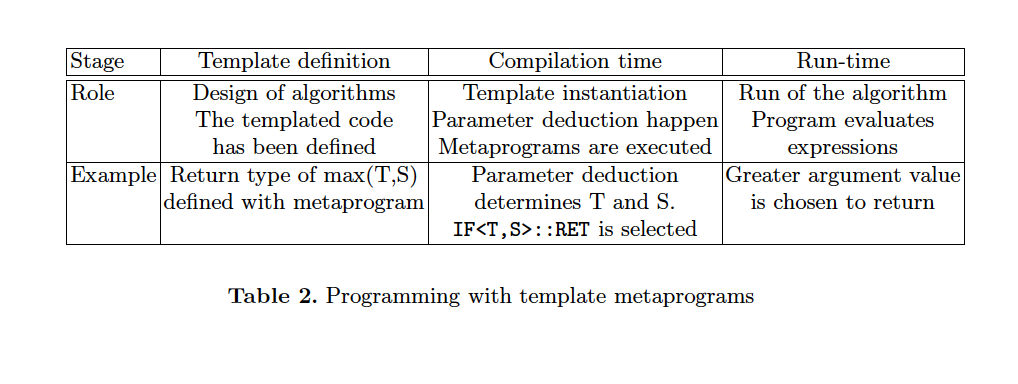 Stage Template definition Compilation time Run-time
Role Design of algorithms Template instantiation Run of the algorithm
The templated code Parameter deduction happen Program evaluates
has been defined Metaprograms are executed expressions
Example Return type of max(T,S) Parameter deduction Greater argument value
defined with metaprogram determines T and S. is chosen to return
IF<T,S>::RET is selected
Table 2. Programming with template metaprograms